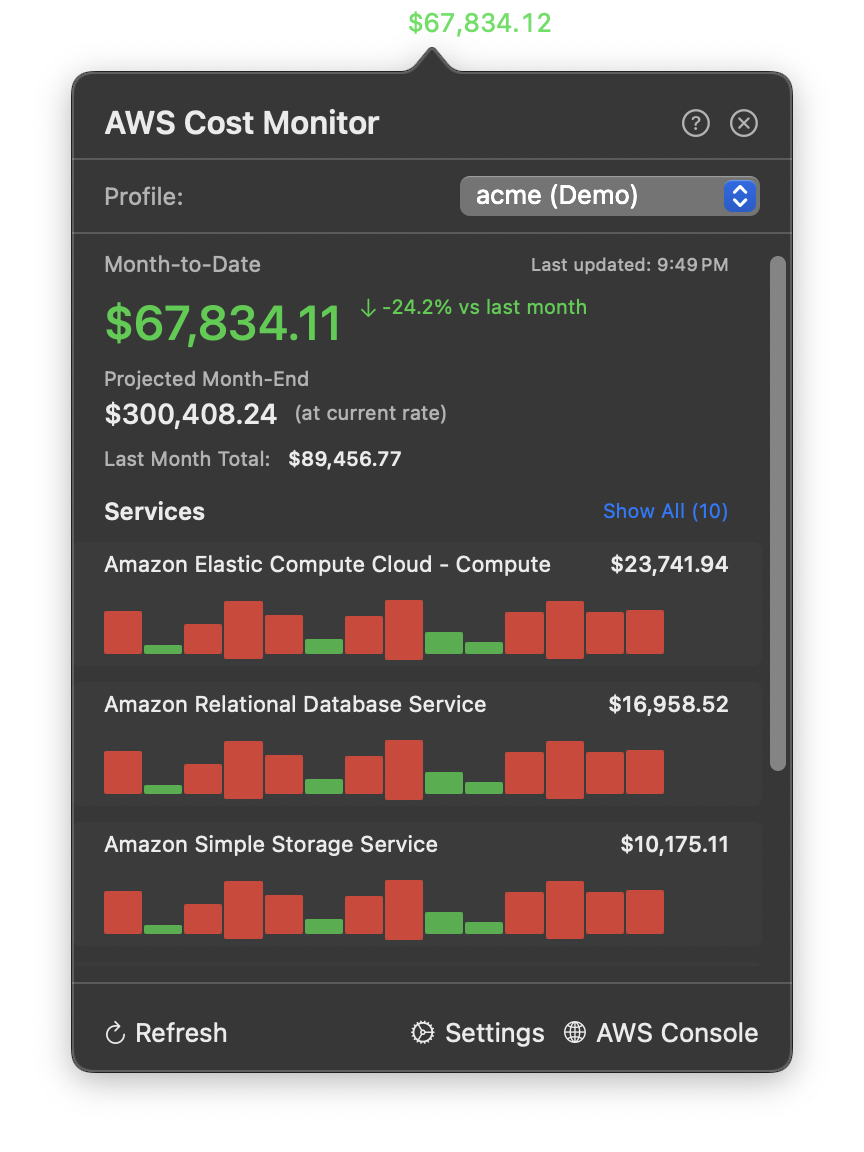 $67,834.12
AWS Cost Monitor
Profile: acme (Demo)
Month-to-Date Last updated: 9:49 PM
$67,834.11 ↓ -24.2% vs last month
Projected Month-End
$300,408.24 (at current rate)
Last Month Total: $89,456.77
Services Show All (10)
Amazon Elastic Compute Cloud - Compute $23,741.94
Amazon Relational Database Service $16,958.52
Amazon Simple Storage Service $10,175.11
Refresh Settings AWS Console